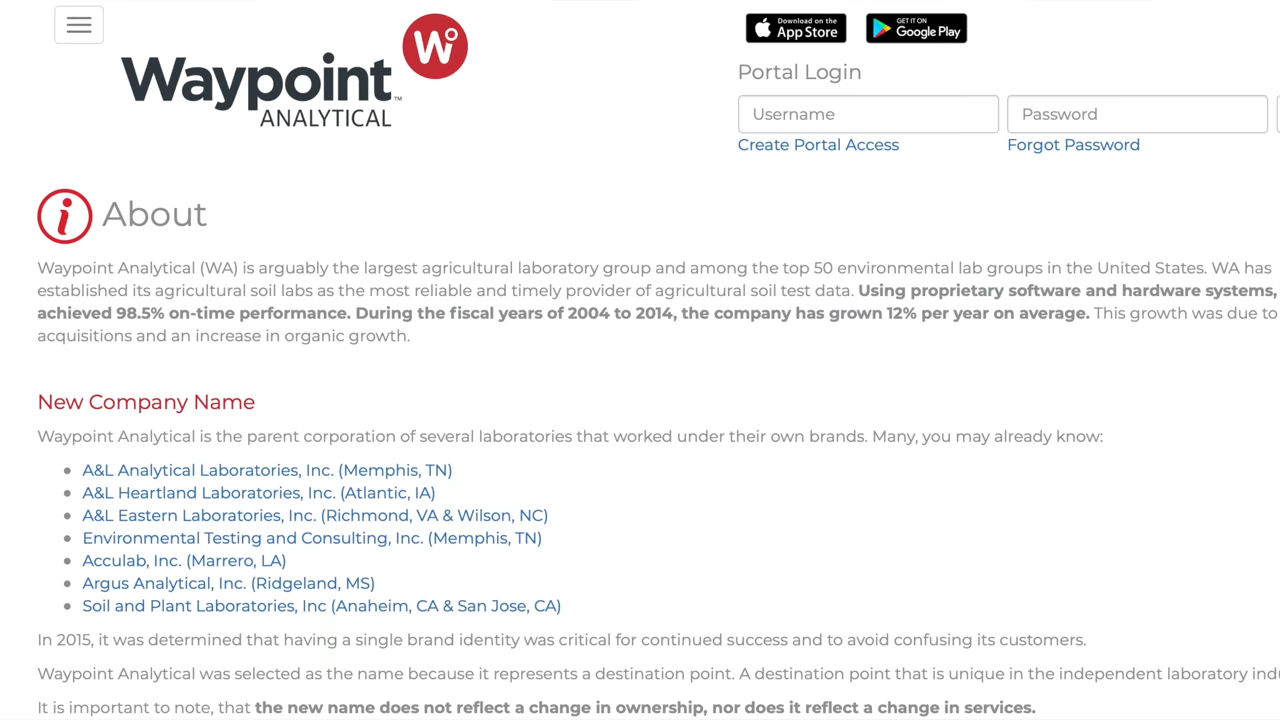 Waypoint™
ANALYTICAL
W
Download on the
App Store
GET IT ON
Google Play
Portal Login
Username
Password
Create Portal Access
Forgot Password
i About
Waypoint Analytical (WA) is arguably the largest agricultural laboratory group and among the top 50 environmental lab groups in the United States. WA has
established its agricultural soil labs as the most reliable and timely provider of agricultural soil test data. Using proprietary software and hardware systems,
achieved 98.5% on-time performance. During the fiscal years of 2004 to 2014, the company has grown 12% per year on average. This growth was due to
acquisitions and an increase in organic growth.
New Company Name
Waypoint Analytical is the parent corporation of several laboratories that worked under their own brands. Many, you may already know:
A&L Analytical Laboratories, Inc. (Memphis, TN)
A&L Heartland Laboratories, Inc. (Atlantic, IA)
A&L Eastern Laboratories, Inc. (Richmond, VA & Wilson, NC)
Environmental Testing and Consulting, Inc. (Memphis, TN)
Acculab, Inc. (Marrero, LA)
Argus Analytical, Inc. (Ridgeland, MS)
Soil and Plant Laboratories, Inc (Anaheim, CA & San Jose, CA)
In 2015, it was determined that having a single brand identity was critical for continued success and to avoid confusing its customers.
Waypoint Analytical was selected as the name because it represents a destination point. A destination point that is unique in the independent laboratory
It is important to note, that the new name does not reflect a change in ownership, nor does it reflect a change in services.